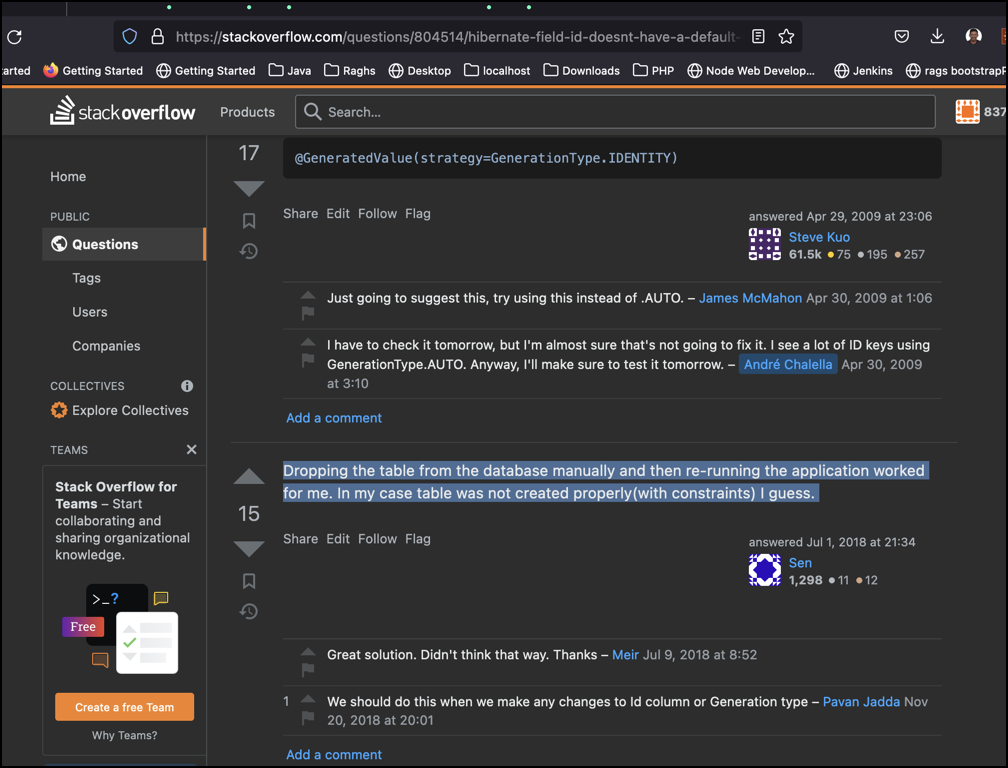 https://stackoverflow.com/questions/804514/hibernate-field-id-doesnt-have-a-default-
arted Getting Started Getting Started Java Raghs Desktop localhost Downloads PHP Node Web Develop... Jenkins rags bootstrapP
stackoverflow Products Search... 837
Home
PUBLIC
Questions
Tags
Users
Companies
COLLECTIVES
Explore Collectives
TEAMS
Stack Overflow for
Teams – Start
collaborating and
sharing organizational
knowledge.
>_?
Free
Create a free Team
Why Teams?
17
@GeneratedValue(strategy=GenerationType.IDENTITY)
Share Edit Follow Flag
answered Apr 29, 2009 at 23:06
Steve Kuo
61.5k 75 195 257
Just going to suggest this, try using this instead of .AUTO. – James McMahon Apr 30, 2009 at 1:06
I have to check it tomorrow, but I'm almost sure that's not going to fix it. I see a lot of ID keys using
GenerationType.AUTO. Anyway, I'll make sure to test it tomorrow. – André Chalella Apr 30, 2009
at 3:10
Add a comment
15
Dropping the table from the database manually and then re-running the application worked
for me. In my case table was not created properly(with constraints) I guess.
Share Edit Follow Flag
answered Jul 1, 2018 at 21:34
Sen
1,298 11 12
Great solution. Didn't think that way. Thanks – Meir Jul 9, 2018 at 8:52
1 We should do this when we make any changes to Id column or Generation type – Pavan Jadda Nov
20, 2018 at 20:01
Add a comment